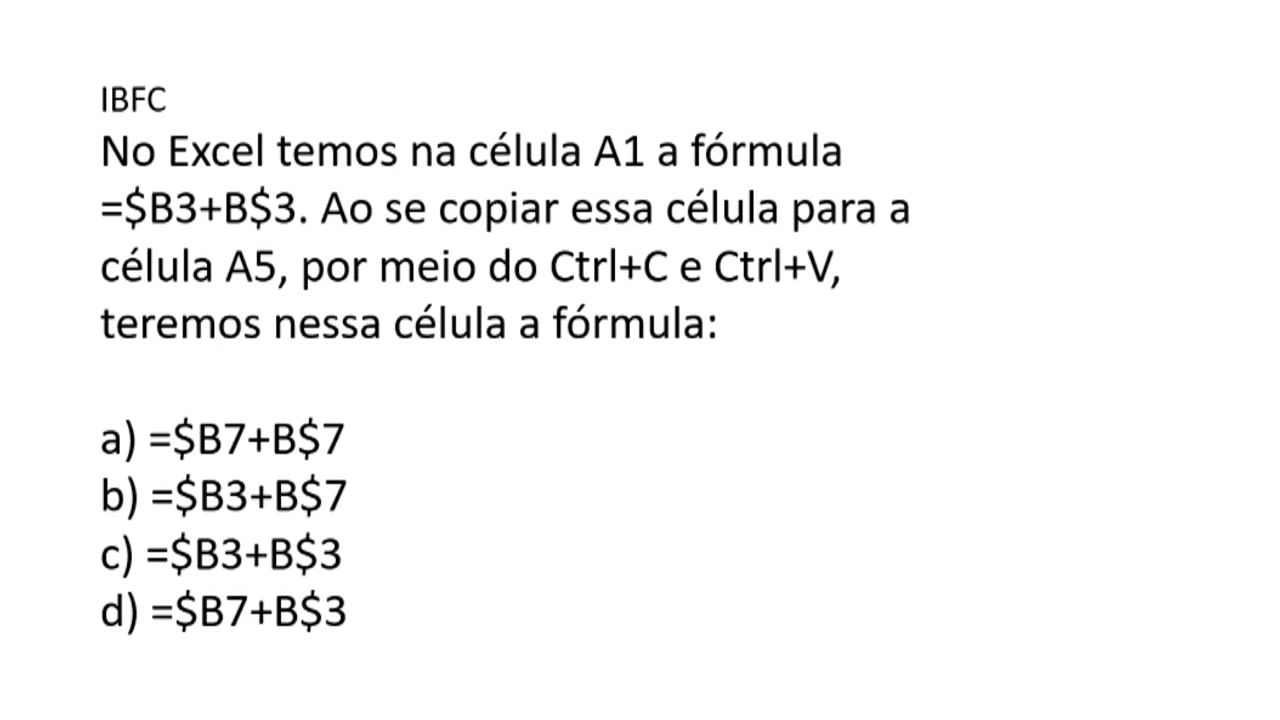 IBFC
No Excel temos na célula A1 a fórmula
=$B3+B$3. Ao se copiar essa célula para a
célula A5, por meio do Ctrl+C e Ctrl+V,
teremos nessa célula a fórmula:
a) =$B7+B$7
b) =$B3+B$7
c) =$B3+B$3
d) =$B7+B$3